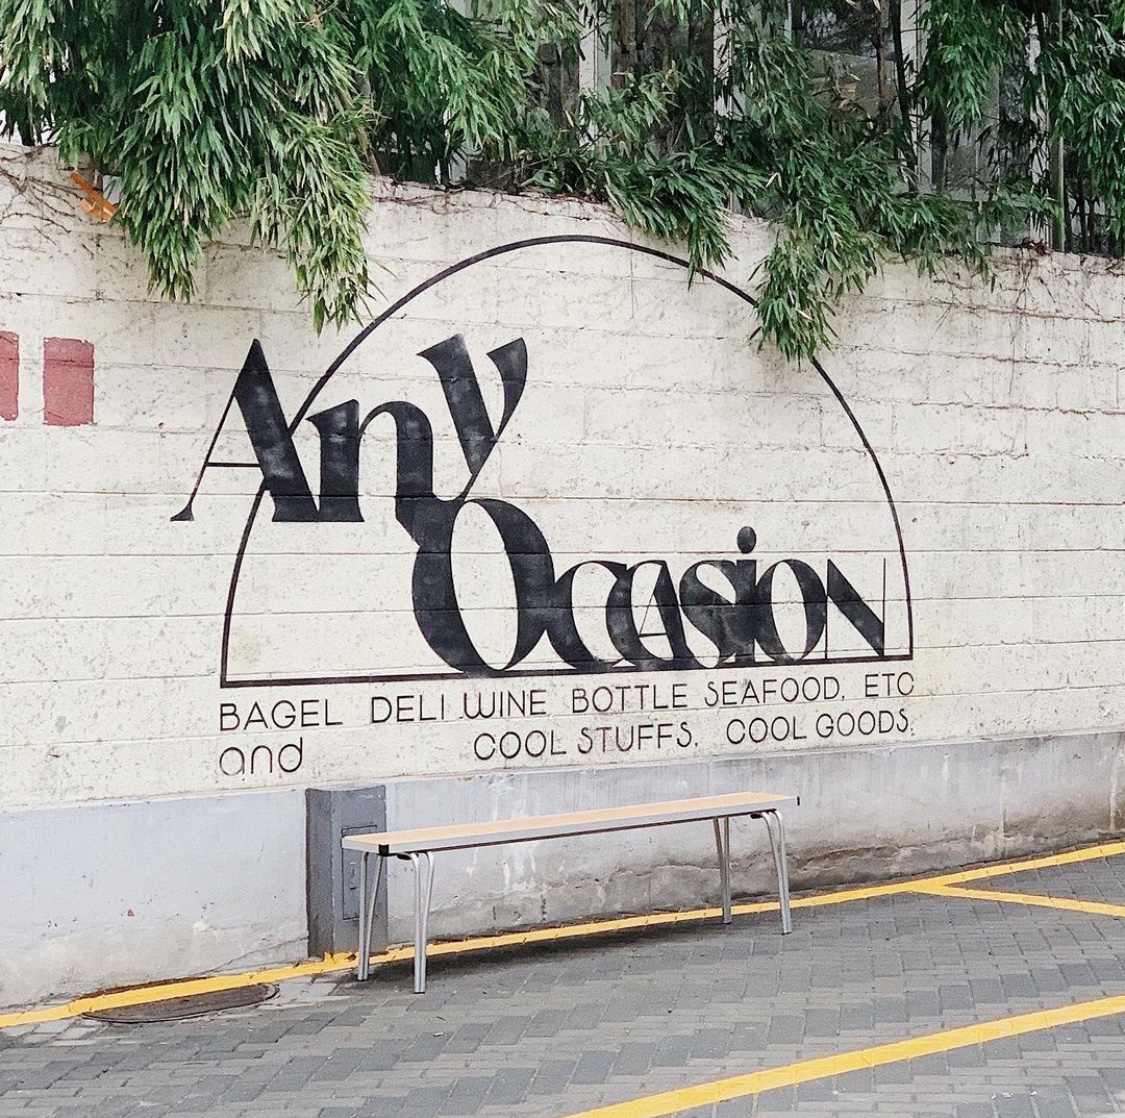 Any
OccAsioN
BAGEL DELI WINE BOTTLE SEAFOOD, ETC
and COOL STUFFS, COOL GOODS,